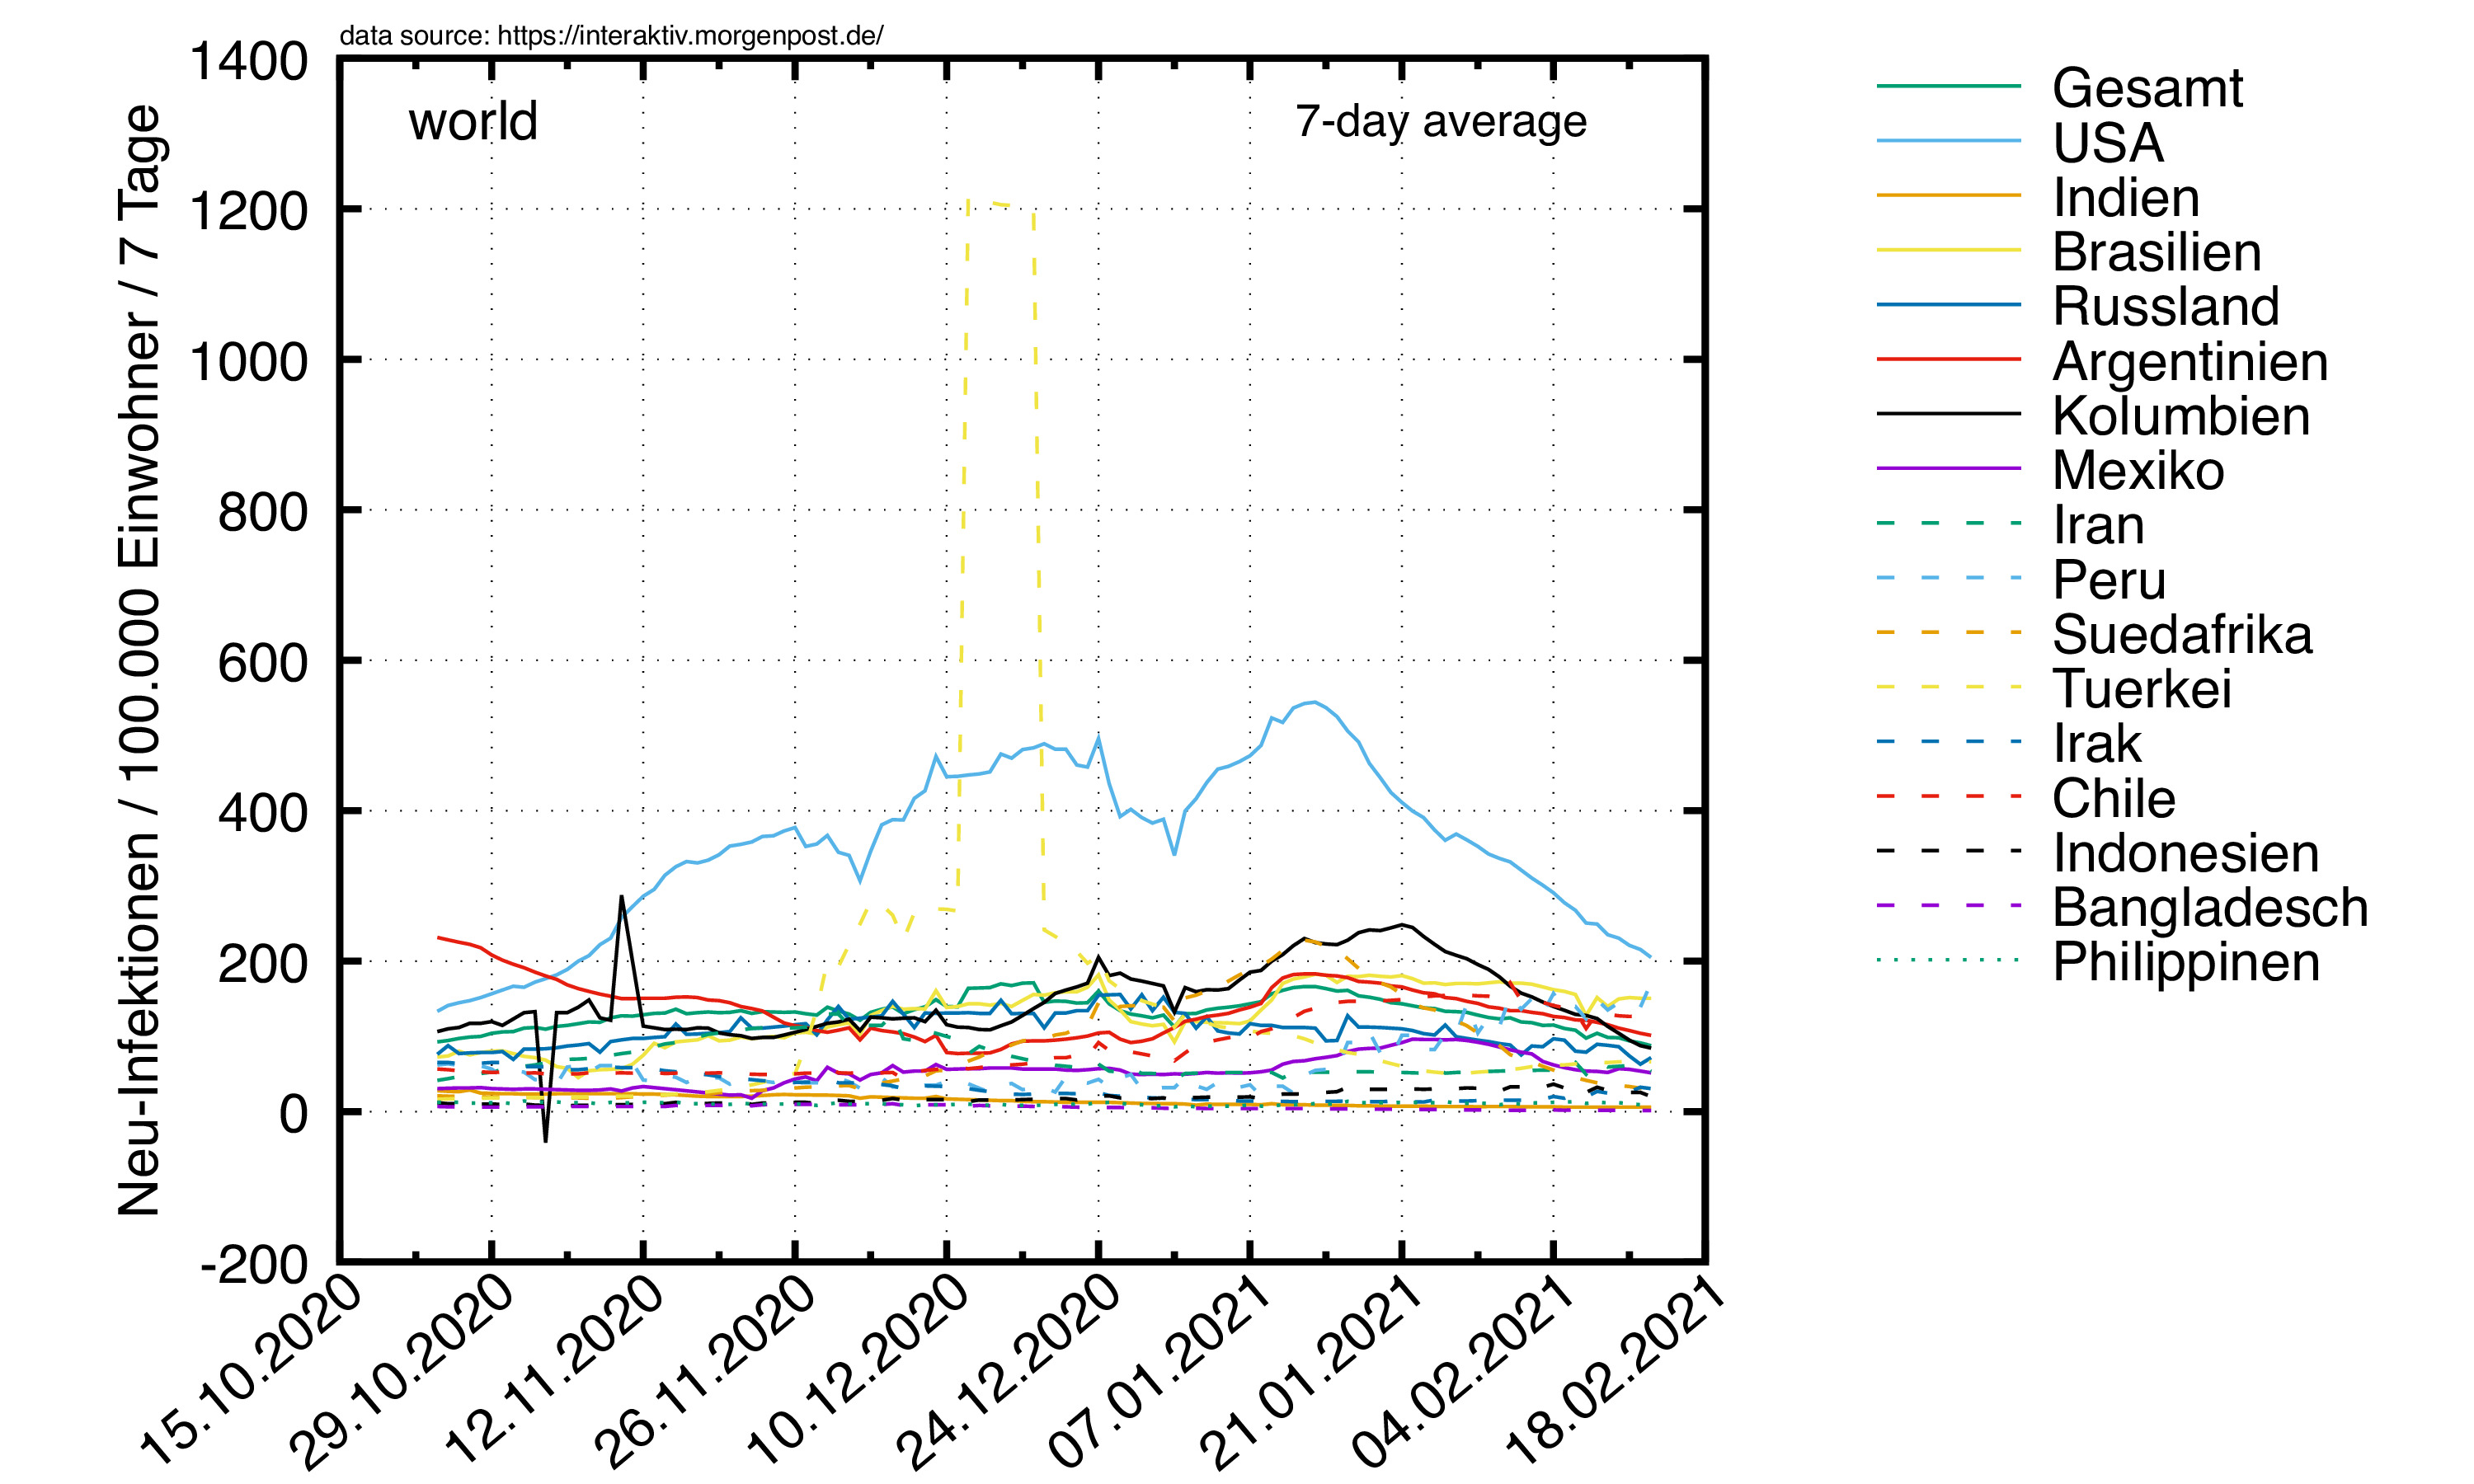 data source: https://interaktiv.morgenpost.de/
world
7-day average
Neu-Infektionen / 100.000 Einwohner / 7 Tage
1400
1200
1000
800
600
400
200
0
-200
15.10.2020
29.10.2020
12.11.2020
26.11.2020
10.12.2020
24.12.2020
07.01.2021
21.01.2021
04.02.2021
18.02.2021
Gesamt
USA
Indien
Brasilien
Russland
Argentinien
Kolumbien
Mexiko
Iran
Peru
Suedafrika
Tuerkei
Irak
Chile
Indonesien
Bangladesch
Philippinen